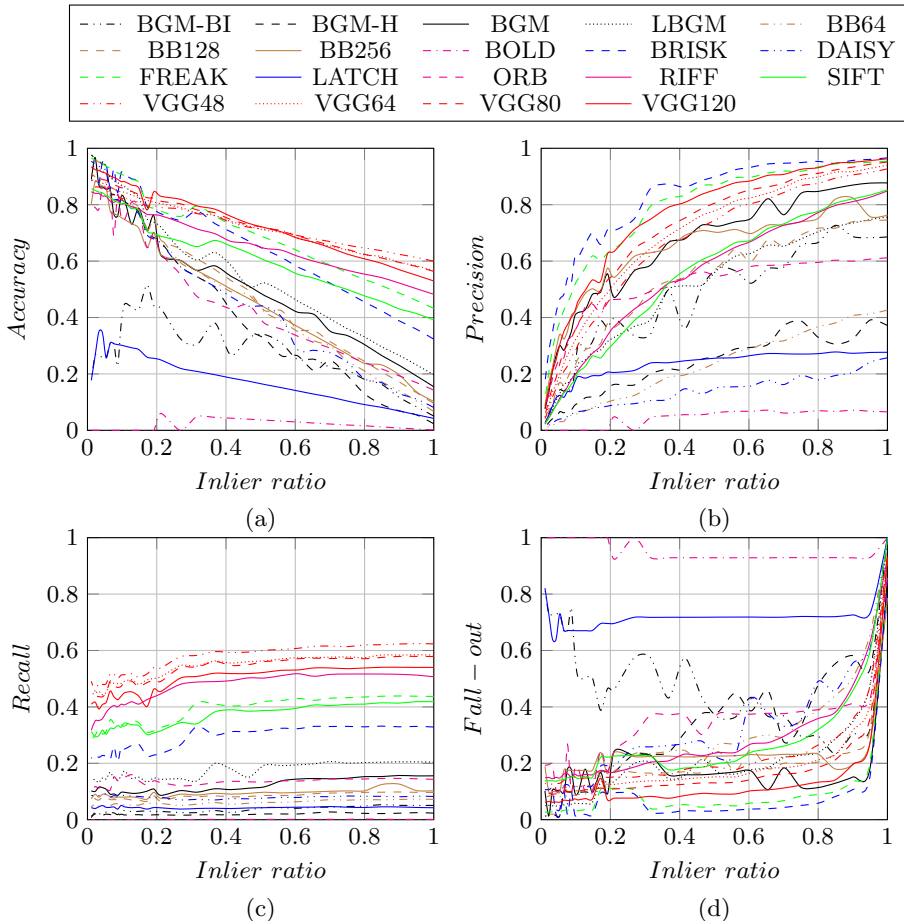 BGM-BI BGM-H BGM LBGM BB64
BB128 BB256 BOLD BRISK DAISY
FREAK LATCH ORB RIFF SIFT
VGG48 VGG64 VGG80 VGG120
1
0.8
0.6
0.4
0.2
0
Accuracy
0 0.2 0.4 0.6 0.8 1
Inlier ratio
(a)
1
0.8
0.6
0.4
0.2
0
Precision
0 0.2 0.4 0.6 0.8 1
Inlier ratio
(b)
1
0.8
0.6
0.4
0.2
0
Recall
0 0.2 0.4 0.6 0.8 1
Inlier ratio
(c)
1
0.8
0.6
0.4
0.2
0
Fall-out
0 0.2 0.4 0.6 0.8 1
Inlier ratio
(d)